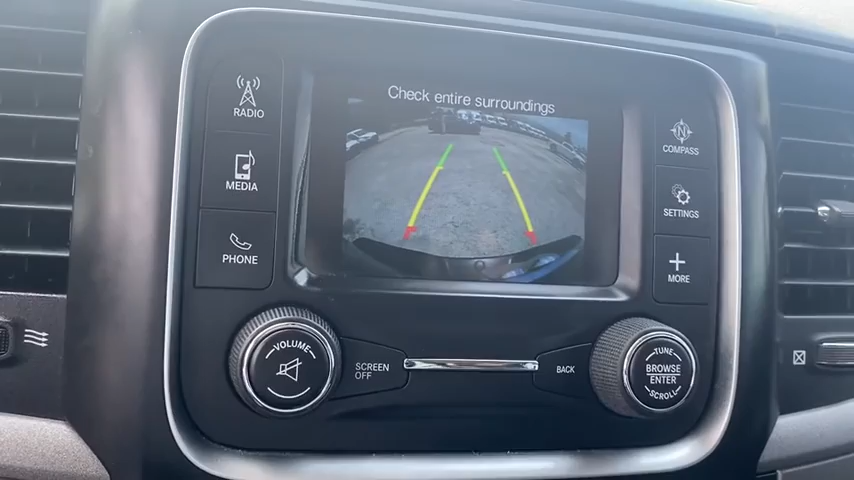 Check entire surroundings
RADIO
MEDIA
PHONE
N
COMPASS
SETTINGS
MORE
VOLUME
SCREEN
OFF
BACK
TUNE
BROWSE
ENTER
SCROLL